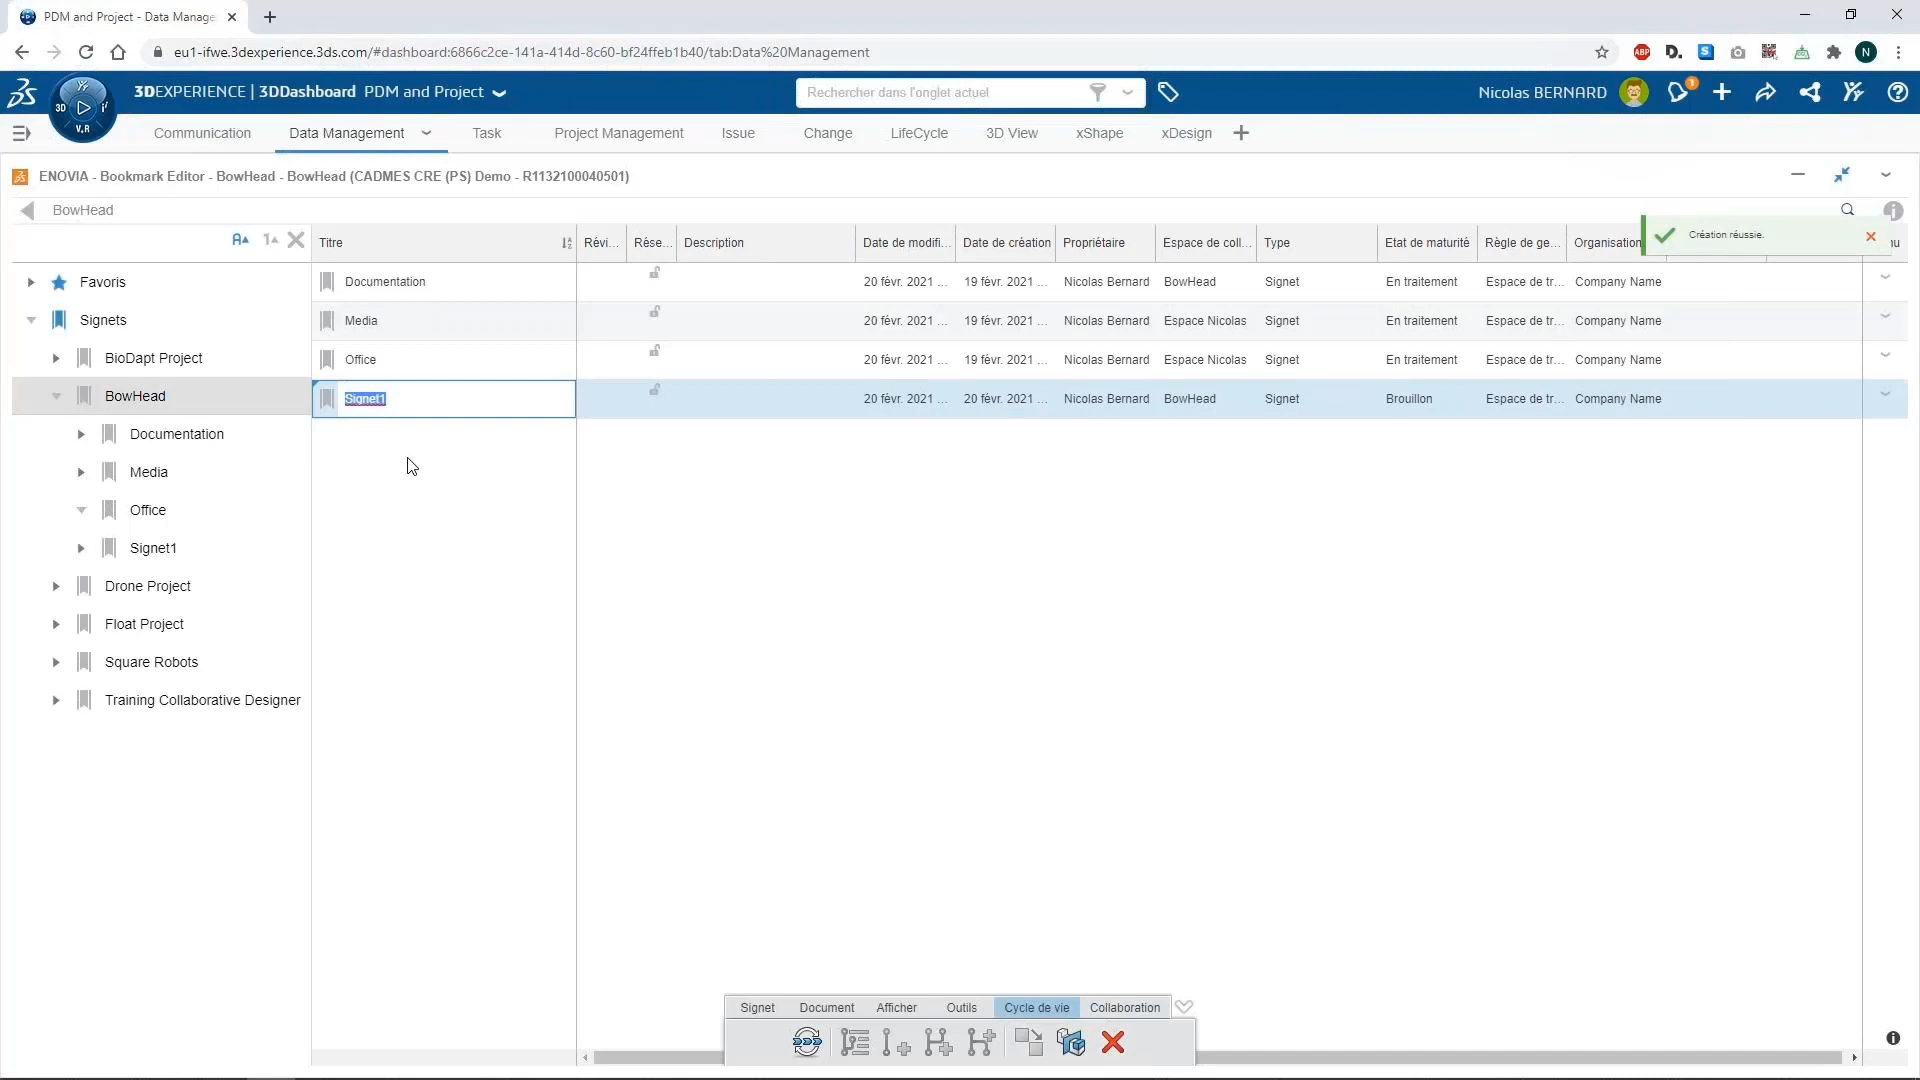 PDM and Project - Data Manage
eu1-ifwe.3dexperience.3ds.com/#dashboard:6866c2ce-141a-414d-8c60-bf24ffeb1b40/tab:Data%20Management
ABP
D.
S
N
3D
V.R
3DEXPERIENCE | 3DDashboard PDM and Project
Rechercher dans l'onglet actuel
Nicolas BERNARD
1
Communication
Data Management
Task
Project Management
Issue
Change
LifeCycle
3D View
xShape
xDesign
ENOVIA - Bookmark Editor - BowHead - BowHead (CADMES CRE (PS) Demo - R1132100040501)
BowHead
Création réussie.
Titre
Révi...
Rése...
Description
Date de modifi...
Date de création
Propriétaire
Espace de coll...
Type
Etat de maturité
Règle de ge...
Organisation
nu
Favoris
Signets
BioDapt Project
BowHead
Documentation
Media
Office
Signet1
Drone Project
Float Project
Square Robots
Training Collaborative Designer
Documentation 20 févr. 2021 ... 19 févr. 2021 ... Nicolas Bernard BowHead Signet En traitement Espace de tr... Company Name
Media 20 févr. 2021 ... 19 févr. 2021 ... Nicolas Bernard Espace Nicolas Signet En traitement Espace de tr... Company Name
Office 20 févr. 2021 ... 19 févr. 2021 ... Nicolas Bernard Espace Nicolas Signet En traitement Espace de tr... Company Name
Signet1 20 févr. 2021 ... 20 févr. 2021 ... Nicolas Bernard BowHead Signet Brouillon Espace de tr... Company Name
Signet
Document
Afficher
Outils
Cycle de vie
Collaboration